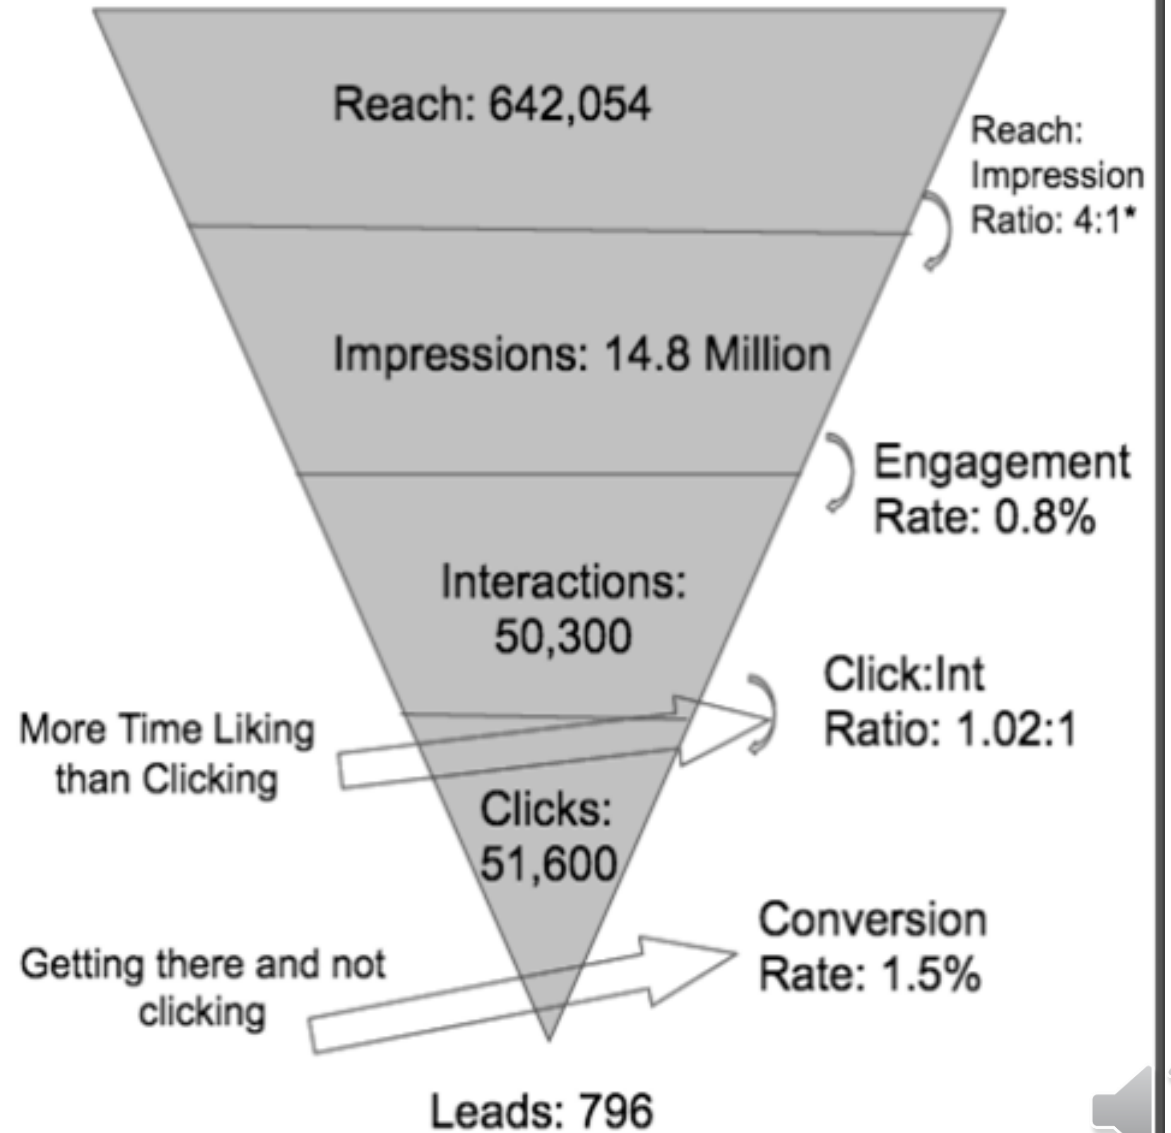 Reach: 642,054
Reach:
Impression
Ratio: 4:1*
Impressions: 14.8 Million
Engagement
Rate: 0.8%
Interactions:
50,300
Click:Int
Ratio: 1.02:1
More Time Liking
than Clicking
Clicks:
51,600
Conversion
Rate: 1.5%
Getting there and not
clicking
Leads: 796